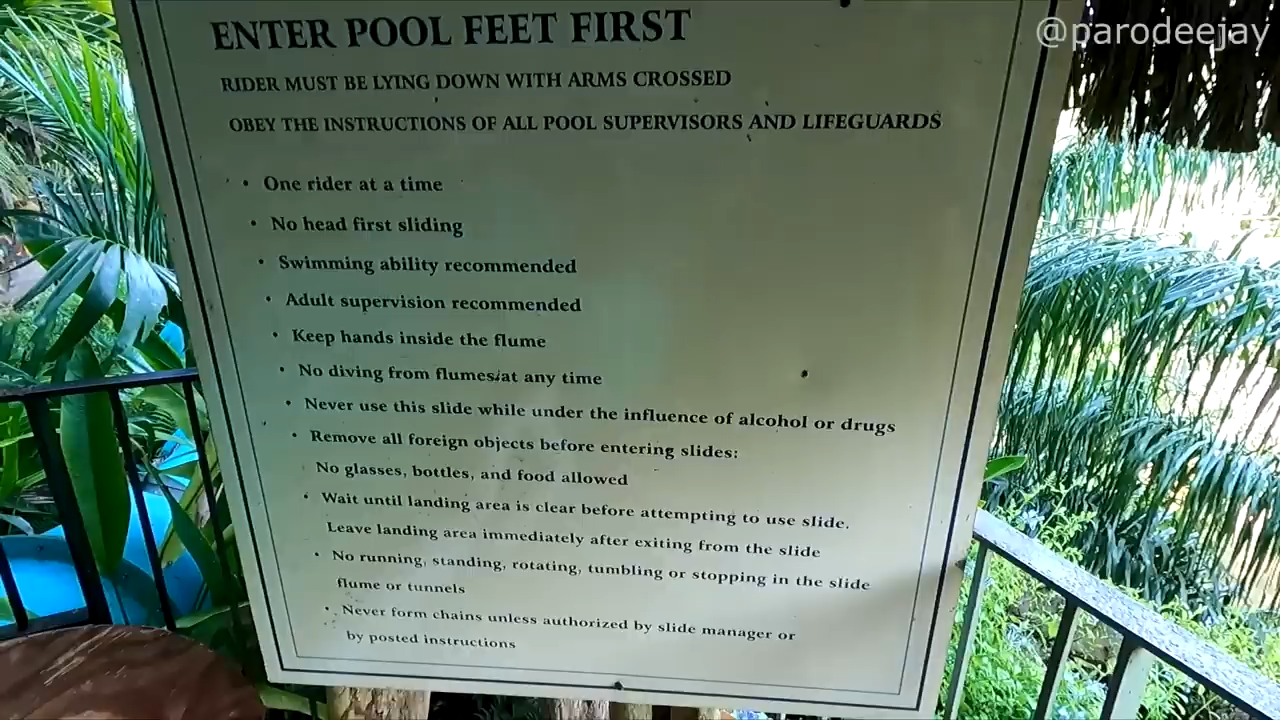 @parodeejay
ENTER POOL FEET FIRST
RIDER MUST BE LYING DOWN WITH ARMS CROSSED
OBEY THE INSTRUCTIONS OF ALL POOL SUPERVISORS AND LIFEGUARDS
• One rider at a time
• No head first sliding
• Swimming ability recommended
• Adult supervision recommended
• Keep hands inside the flume
• No diving from flumes at any time
• Never use this slide while under the influence of alcohol or drugs
• Remove all foreign objects before entering slides:
No glasses, bottles, and food allowed
• Wait until landing area is clear before attempting to use slide.
Leave landing area immediately after exiting from the slide
• No running, standing, rotating, tumbling or stopping in the slide
flume or tunnels
• Never form chains unless authorized by slide manager or
by posted instructions